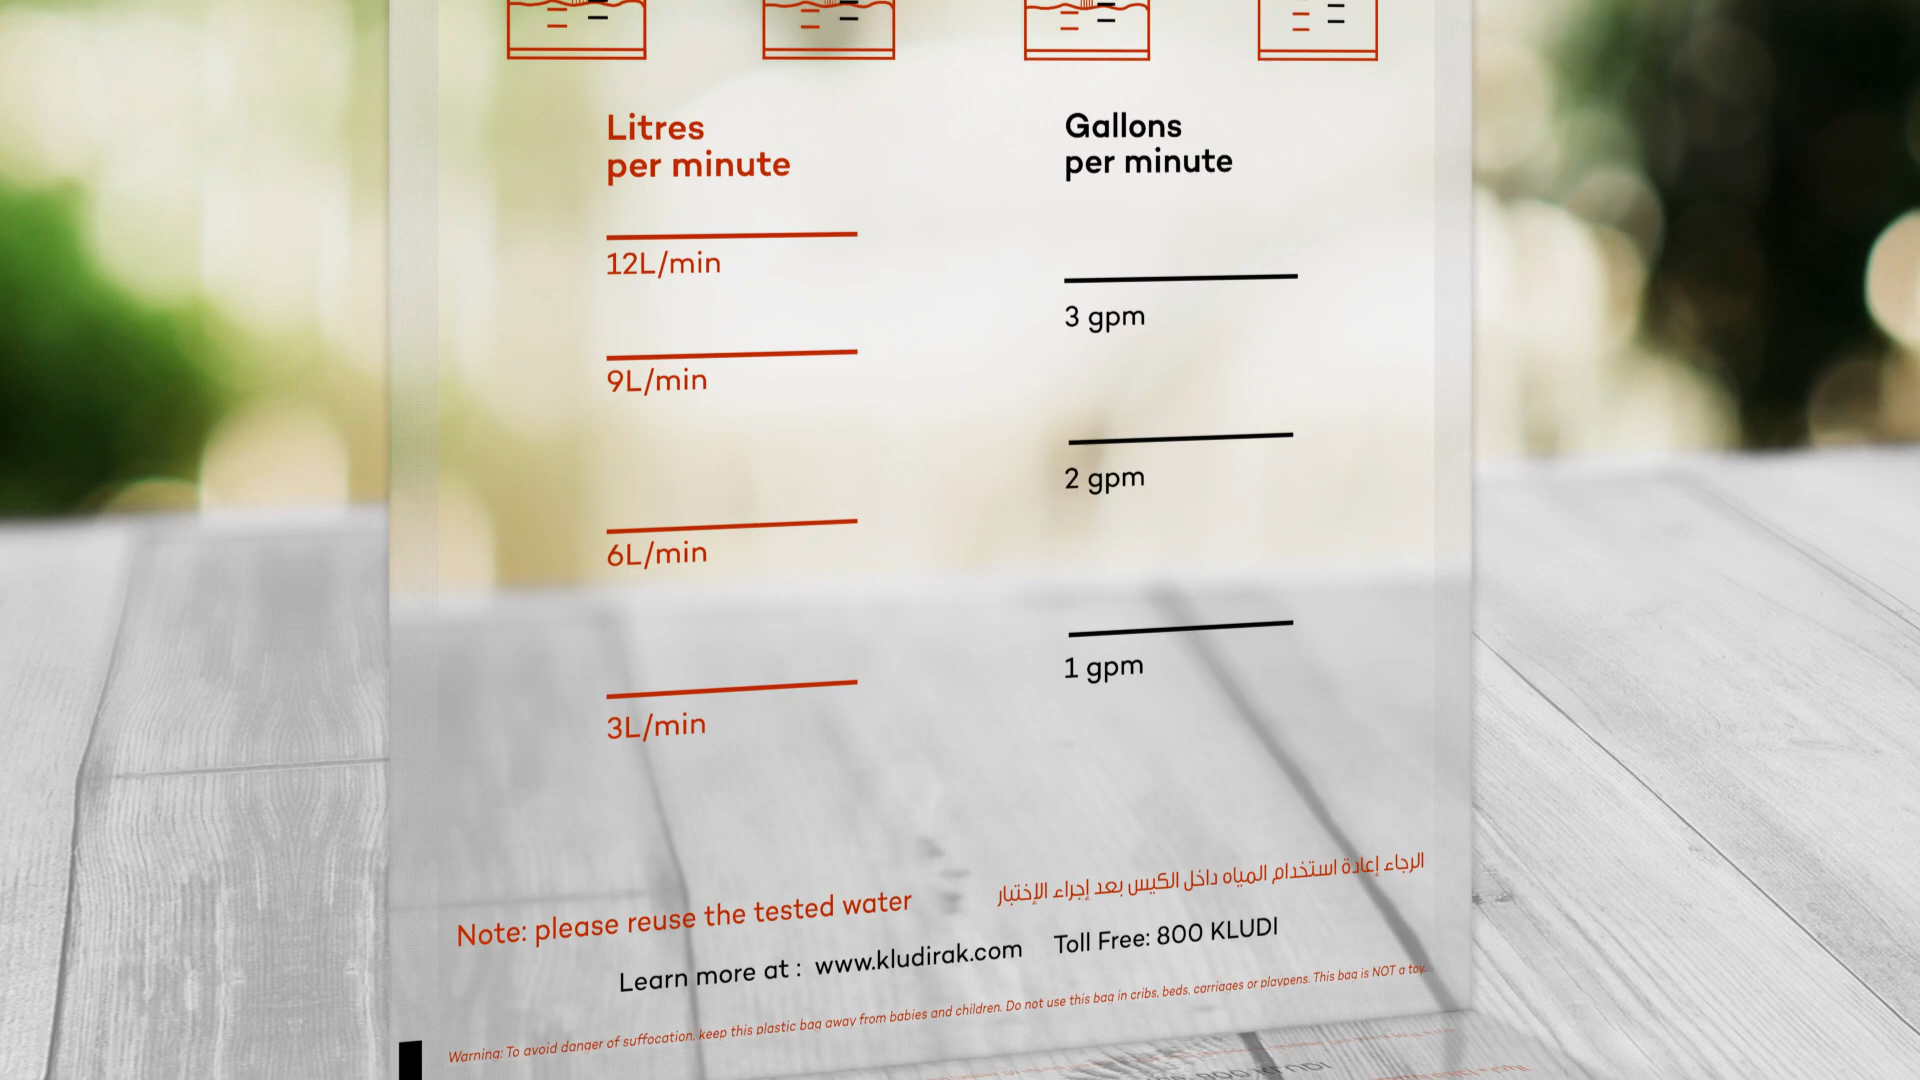 Litres
per minute
12L/min
9L/min
6L/min
3L/min
Gallons
per minute
3 gpm
2 gpm
1 gpm
Note: please reuse the tested water
الرجاء إعادة استخدام المياه داخل الكيس بعد إجراء الإختبار
Learn more at : www.kludirak.com Toll Free: 800 KLUDI
Warning: To avoid danger of suffocation, keep this plastic bag away from babies and children. Do not use this bag in cribs, beds, carriages or playpens. This bag is NOT a toy.